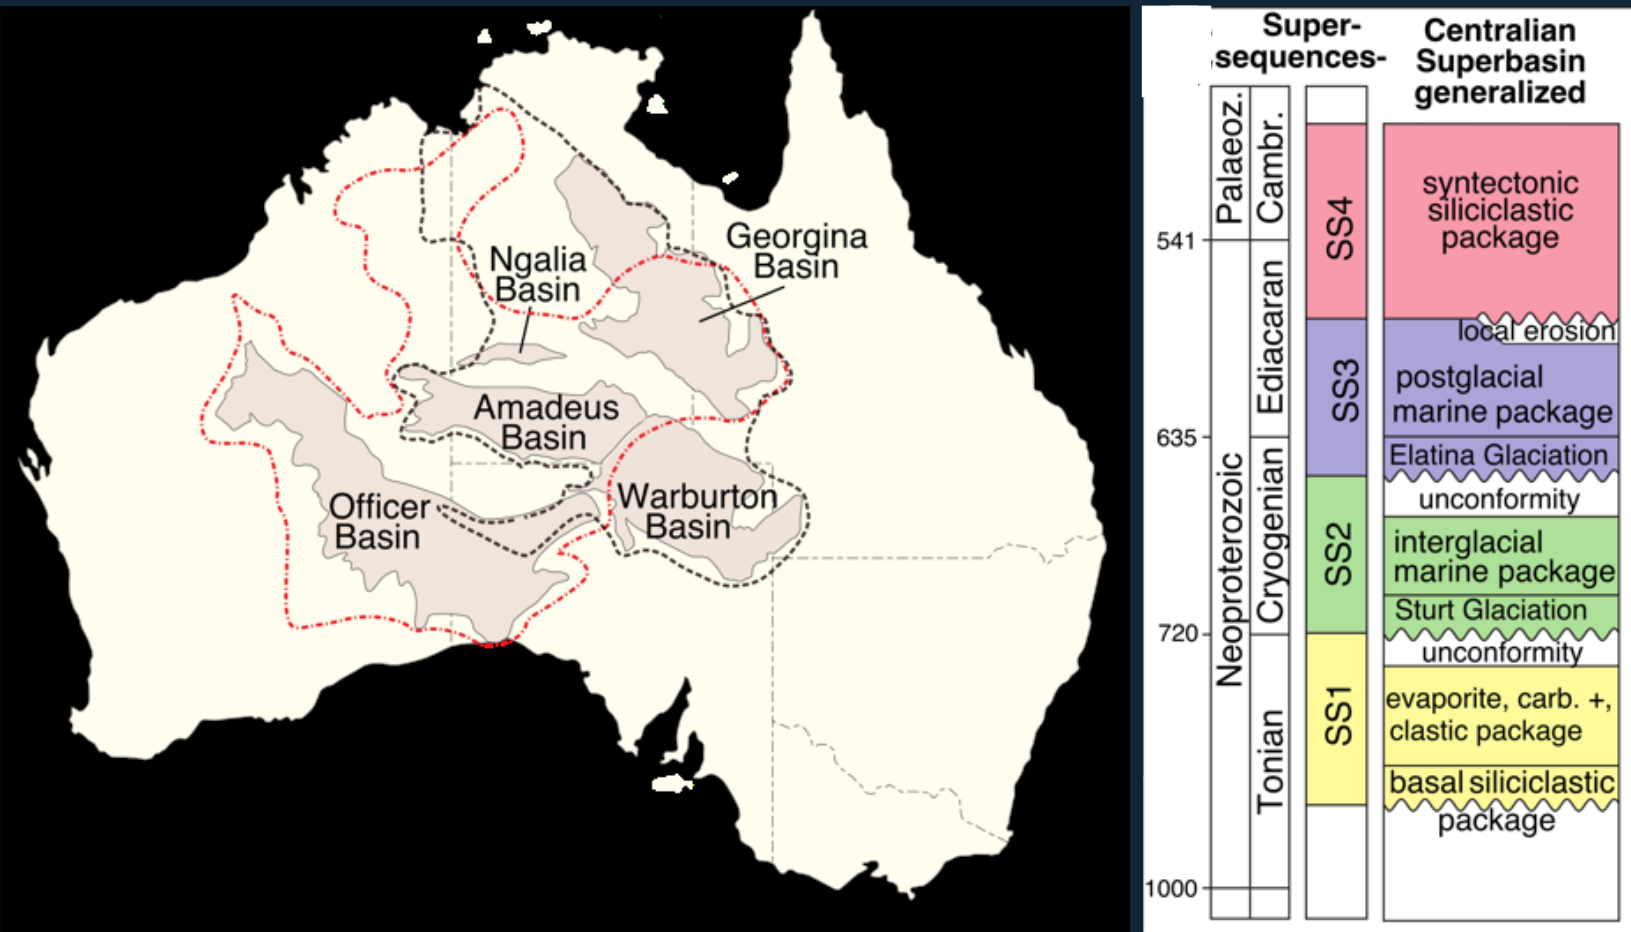 Ngalia
Basin
Georgina
Basin
Amadeus
Basin
Officer
Basin
Warburton
Basin
Super-
sequences-
Centralian
Superbasin
generalized
Palaeoz.
Cambr.
541
Ediacaran
635
Neoproterozoic
Cryogenian
720
Tonian
1000
SS4
SS3
SS2
SS1
syntectonic
siliciclastic
package
local erosion
postglacial
marine package
Elatina Glaciation
unconformity
interglacial
marine package
Sturt Glaciation
unconformity
evaporite, carb. +,
clastic package
basal siliciclastic
package